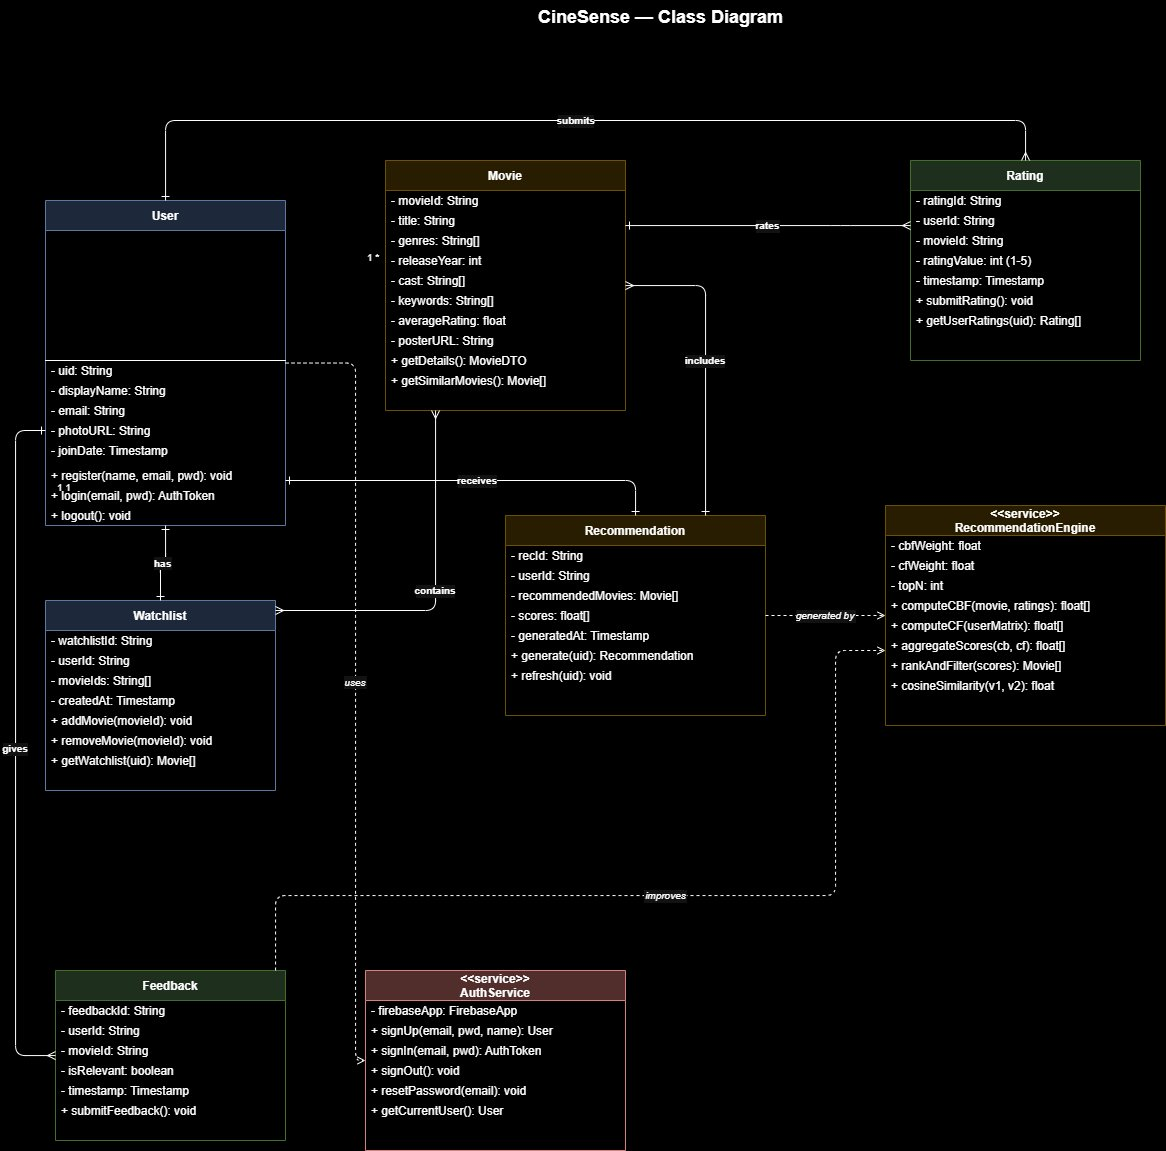 CineSense — Class Diagram
submits
User
- uid: String
- displayName: String
- email: String
- photoURL: String
- joinDate: Timestamp
+ register(name, email, pwd): void
1 1
+ login(email, pwd): AuthToken
+ logout(): void
Movie
- movieId: String
- title: String
- genres: String[]
1 *
- releaseYear: int
- cast: String[]
- keywords: String[]
- averageRating: float
- posterURL: String
+ getDetails(): MovieDTO
+ getSimilarMovies(): Movie[]
rates
Rating
- ratingId: String
- userId: String
- movieId: String
- ratingValue: int (1-5)
- timestamp: Timestamp
+ submitRating(): void
+ getUserRatings(uid): Rating[]
includes
receives
has
contains
Watchlist
- watchlistId: String
- userId: String
- movieIds: String[]
- createdAt: Timestamp
+ addMovie(movieId): void
+ removeMovie(movieId): void
+ getWatchlist(uid): Movie[]
Recommendation
- recId: String
- userId: String
- recommendedMovies: Movie[]
- scores: float[]
- generatedAt: Timestamp
+ generate(uid): Recommendation
+ refresh(uid): void
generated by
<<service>>
RecommendationEngine
- cbfWeight: float
- cfWeight: float
- topN: int
+ computeCBF(movie, ratings): float[]
+ computeCF(userMatrix): float[]
+ aggregateScores(cb, cf): float[]
+ rankAndFilter(scores): Movie[]
+ cosineSimilarity(v1, v2): float
uses
gives
improves
Feedback
- feedbackId: String
- userId: String
- movieId: String
- isRelevant: boolean
- timestamp: Timestamp
+ submitFeedback(): void
<<service>>
AuthService
- firebaseApp: FirebaseApp
+ signUp(email, pwd, name): User
+ signIn(email, pwd): AuthToken
+ signOut(): void
+ resetPassword(email): void
+ getCurrentUser(): User